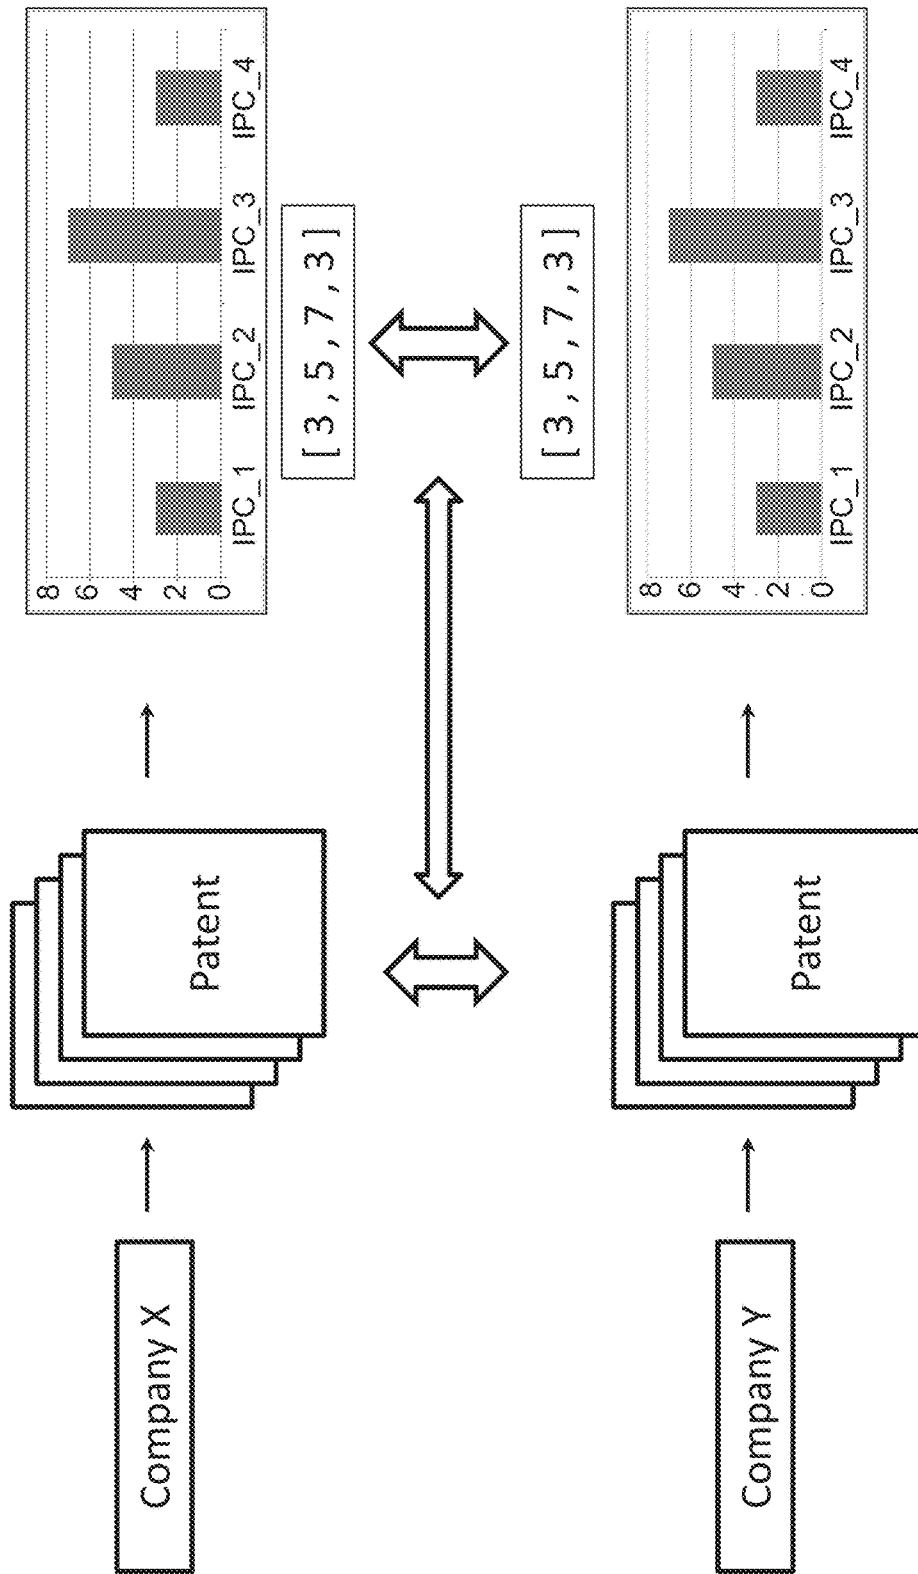 Company X
Patent
8
6
4
2
0
IPC_1
IPC_2
IPC_3
IPC_4
[ 3 , 5 , 7 , 3 ]
Company Y
Patent
[ 3 , 5 , 7 , 3 ]
8
6
4
2
0
IPC_1
IPC_2
IPC_3
IPC_4